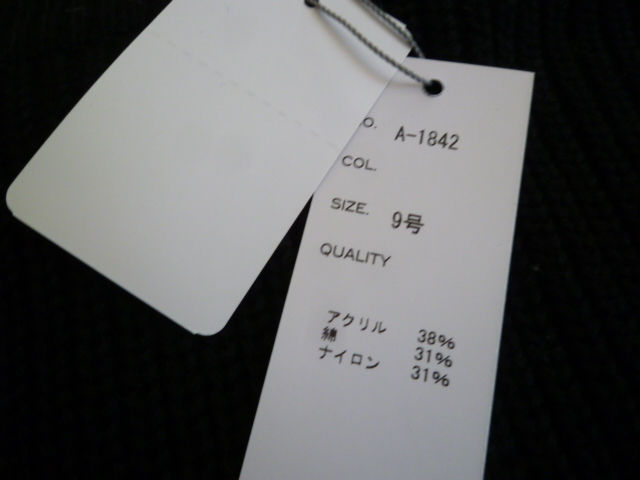 O. A-1842
COL.
SIZE. 9号
QUALITY
アクリル 38%
綿 31%
ナイロン 31%